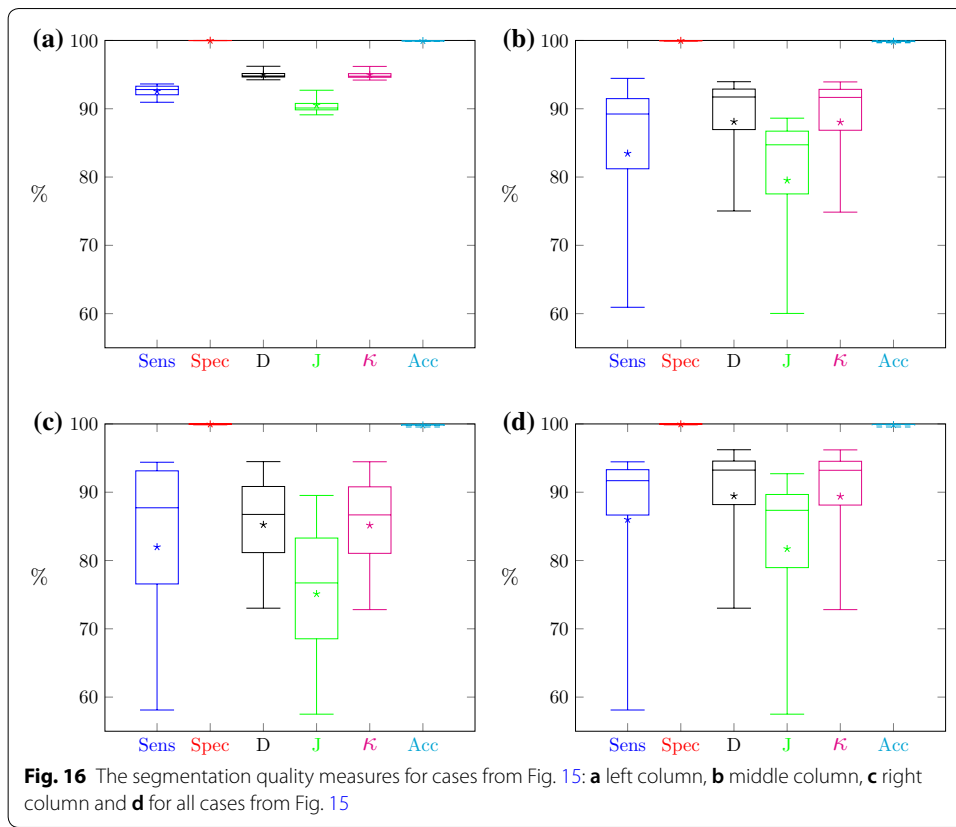 (a)
100
90
80
%
70
60
Sens Spec D J κ Acc
(b)
100
90
80
%
70
60
Sens Spec D J κ Acc
(c)
100
90
80
%
70
60
Sens Spec D J κ Acc
(d)
100
90
80
%
70
60
Sens Spec D J κ Acc
Fig. 16 The segmentation quality measures for cases from Fig. 15: a left column, b middle column, c right
column and d for all cases from Fig. 15